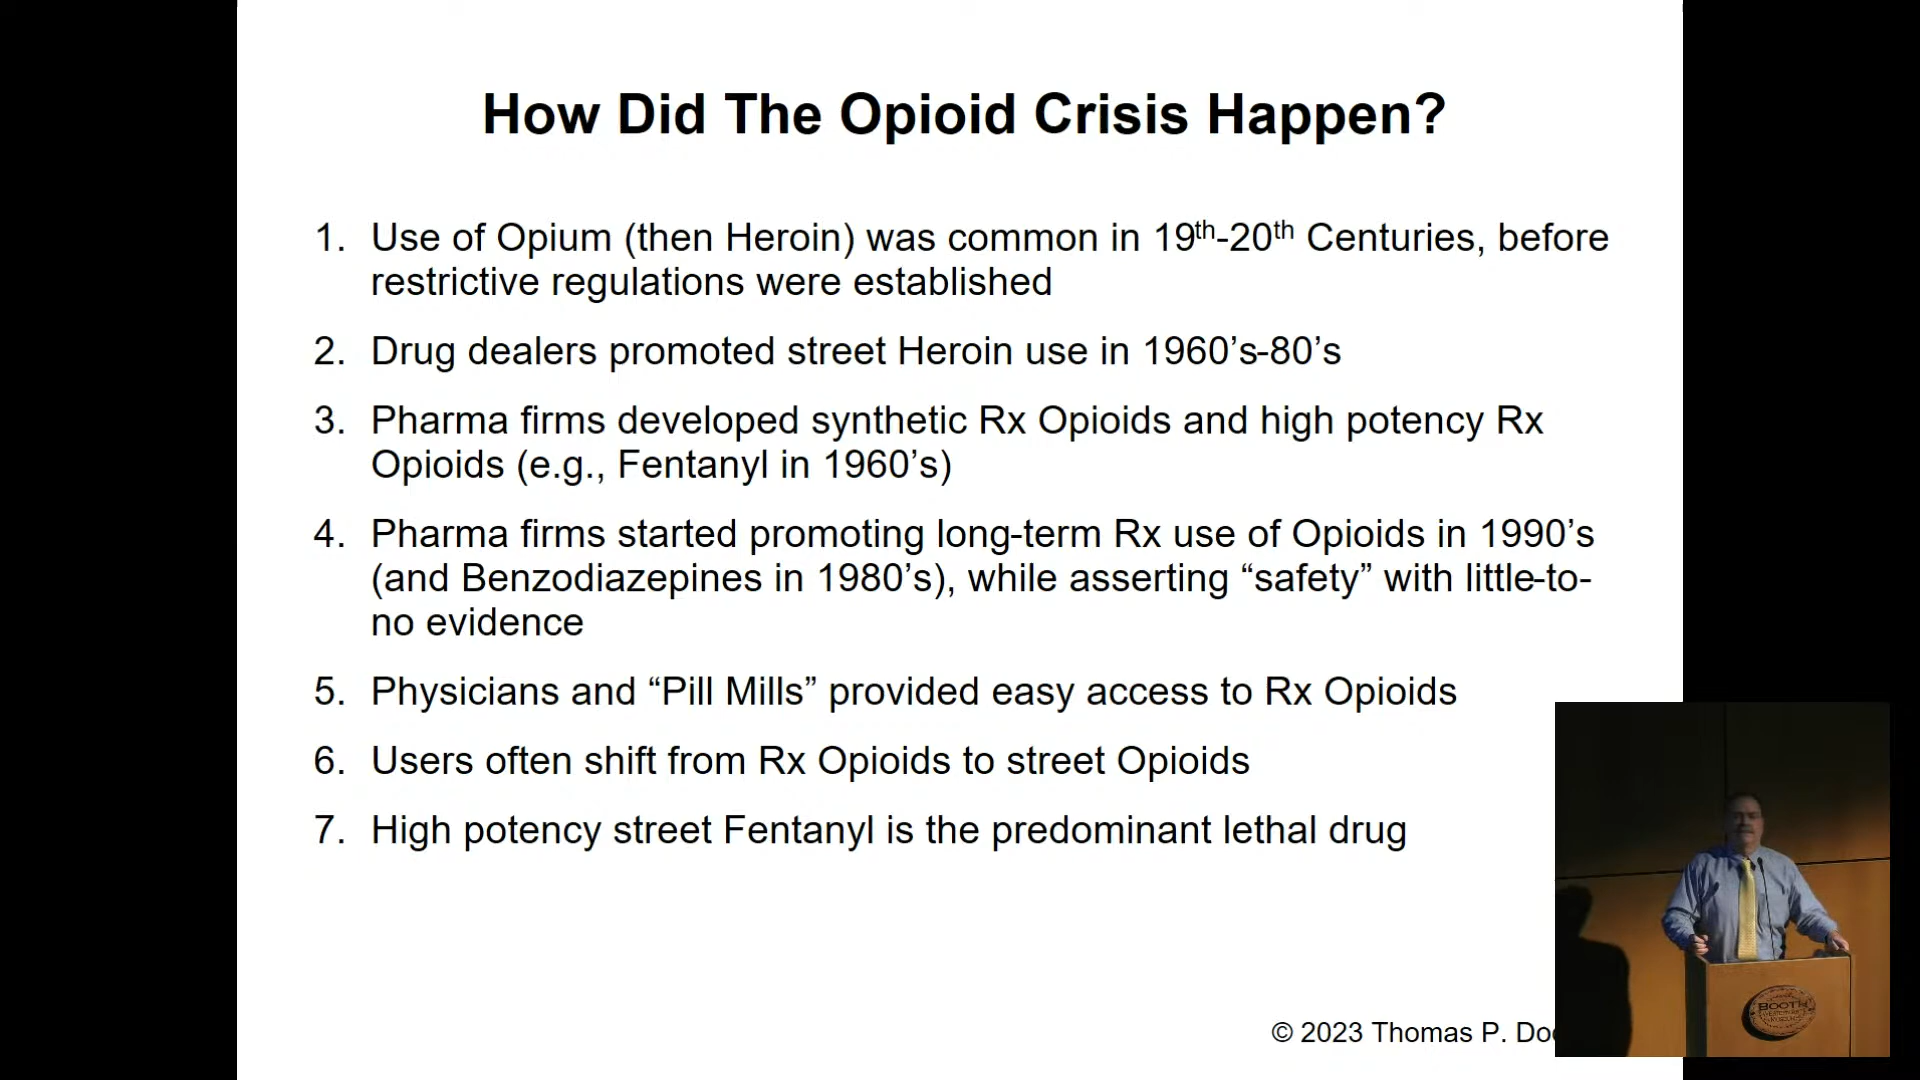 How Did The Opioid Crisis Happen?
1. Use of Opium (then Heroin) was common in 19th-20th Centuries, before
restrictive regulations were established
2. Drug dealers promoted street Heroin use in 1960’s-80’s
3. Pharma firms developed synthetic Rx Opioids and high potency Rx
Opioids (e.g., Fentanyl in 1960’s)
4. Pharma firms started promoting long-term Rx use of Opioids in 1990’s
(and Benzodiazepines in 1980’s), while asserting “safety” with little-to-
no evidence
5. Physicians and “Pill Mills” provided easy access to Rx Opioids
6. Users often shift from Rx Opioids to street Opioids
7. High potency street Fentanyl is the predominant lethal drug
© 2023 Thomas P.
BOOTH